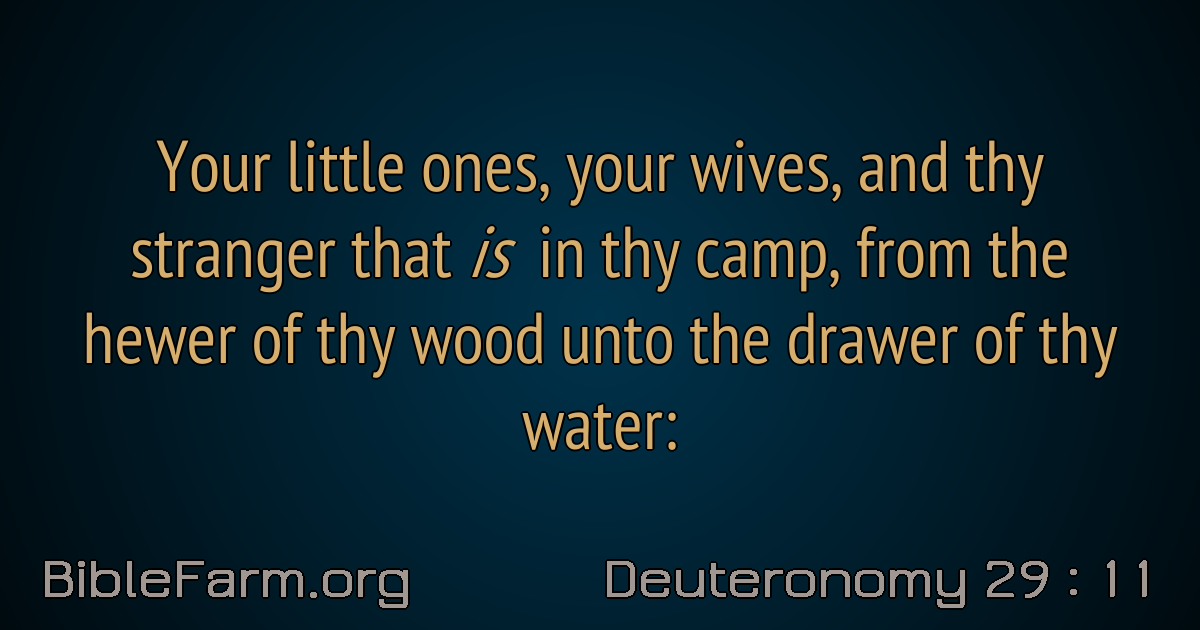 Your little ones, your wives, and thy
stranger that is in thy camp, from the
hewer of thy wood unto the drawer of thy
water:
BibleFarm.org
Deuteronomy 29 : 11